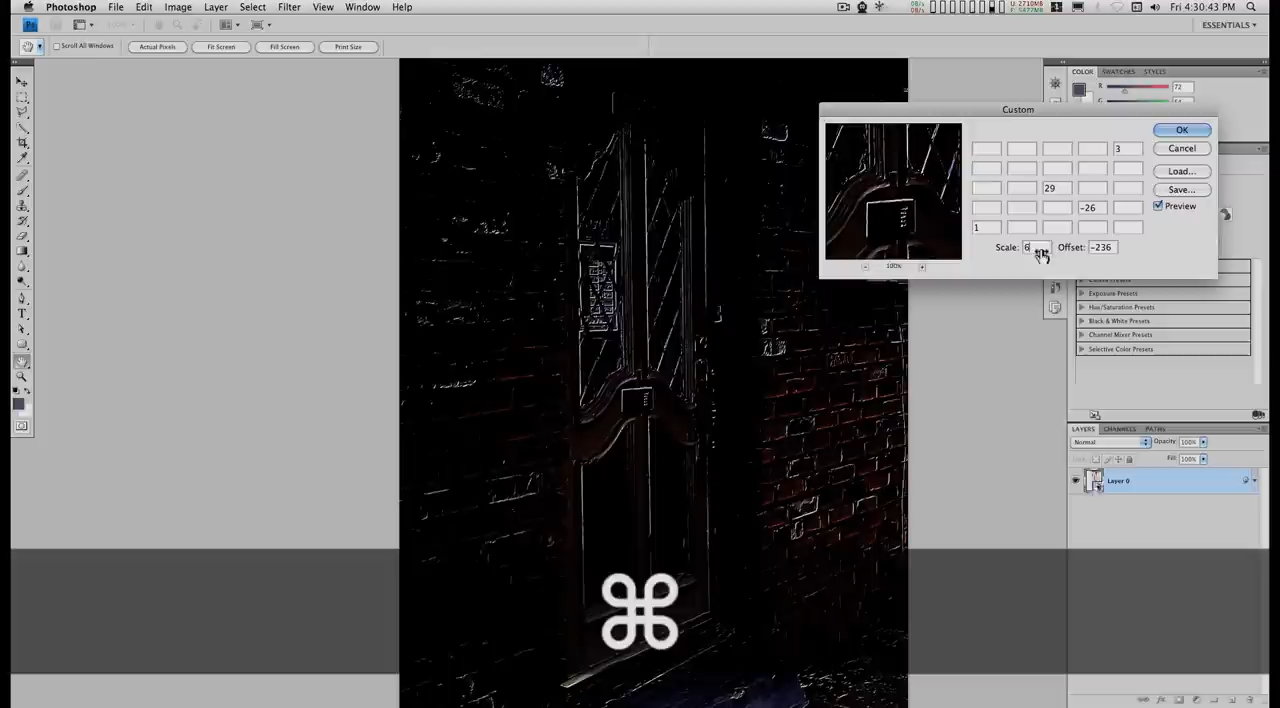 Photoshop File Edit Image Layer Select Filter View Window Help Fri 4:30:43 PM
Ps ESSENTIALS
Scroll All Windows Actual Pixels Fit Screen Fill Screen Print Size
COLOR SWATCHES STYLES
R 72
Custom
OK
3 Cancel
Load...
29 Save...
-26 Preview
1
Scale: 6 Offset: -236
100%
Exposure Presets
Hue/Saturation Presets
Black & White Presets
Channel Mixer Presets
Selective Color Presets
LAYERS CHANNELS PATHS
Normal Opacity: 100%
Fill: 100%
Layer 0
⌘